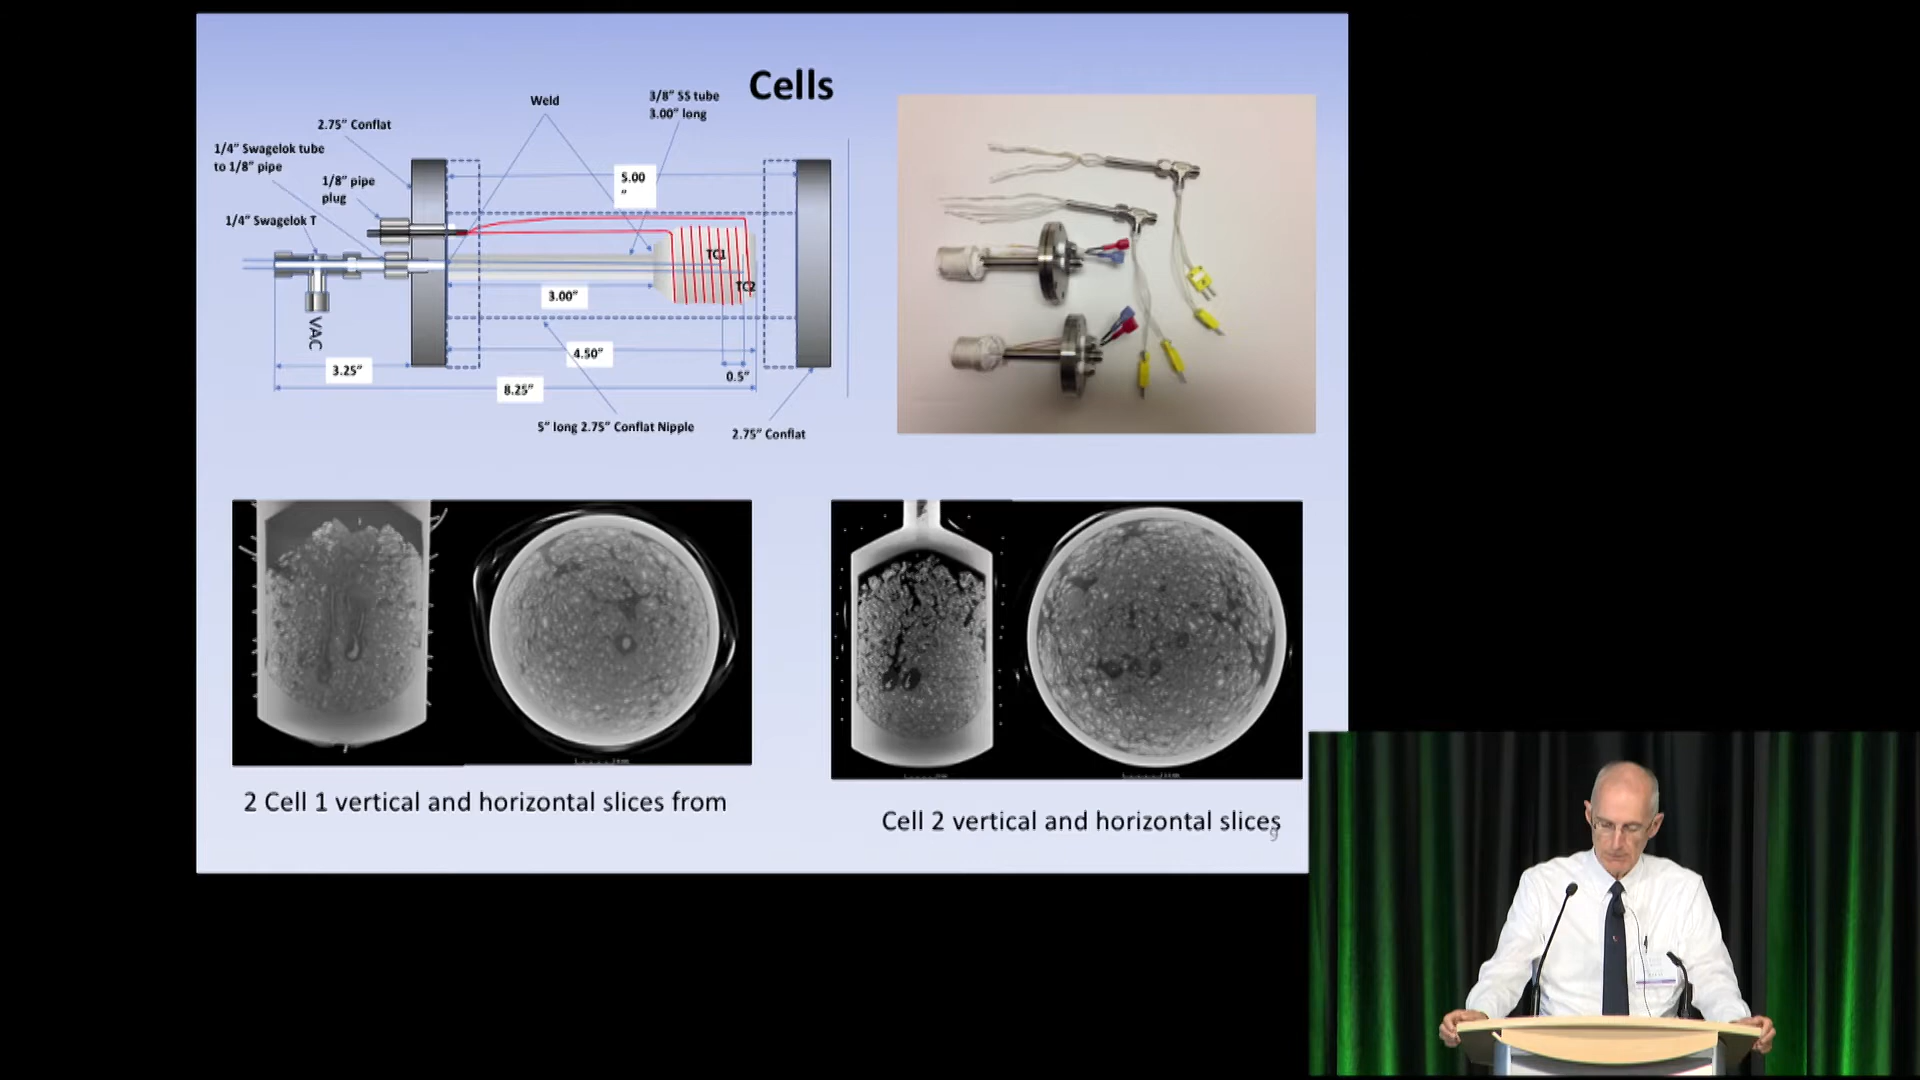 Cells
Weld
3/8" SS tube
3.00" long
2.75" Conflat
1/4" Swagelok tube
to 1/8" pipe
1/8" pipe
plug
1/4" Swagelok T
5.00
"
TC1
TC2
3.00"
VAC
4.50"
3.25"
0.5"
8.25"
5" long 2.75" Conflat Nipple
2.75" Conflat
2 Cell 1 vertical and horizontal slices from
Cell 2 vertical and horizontal slices
9